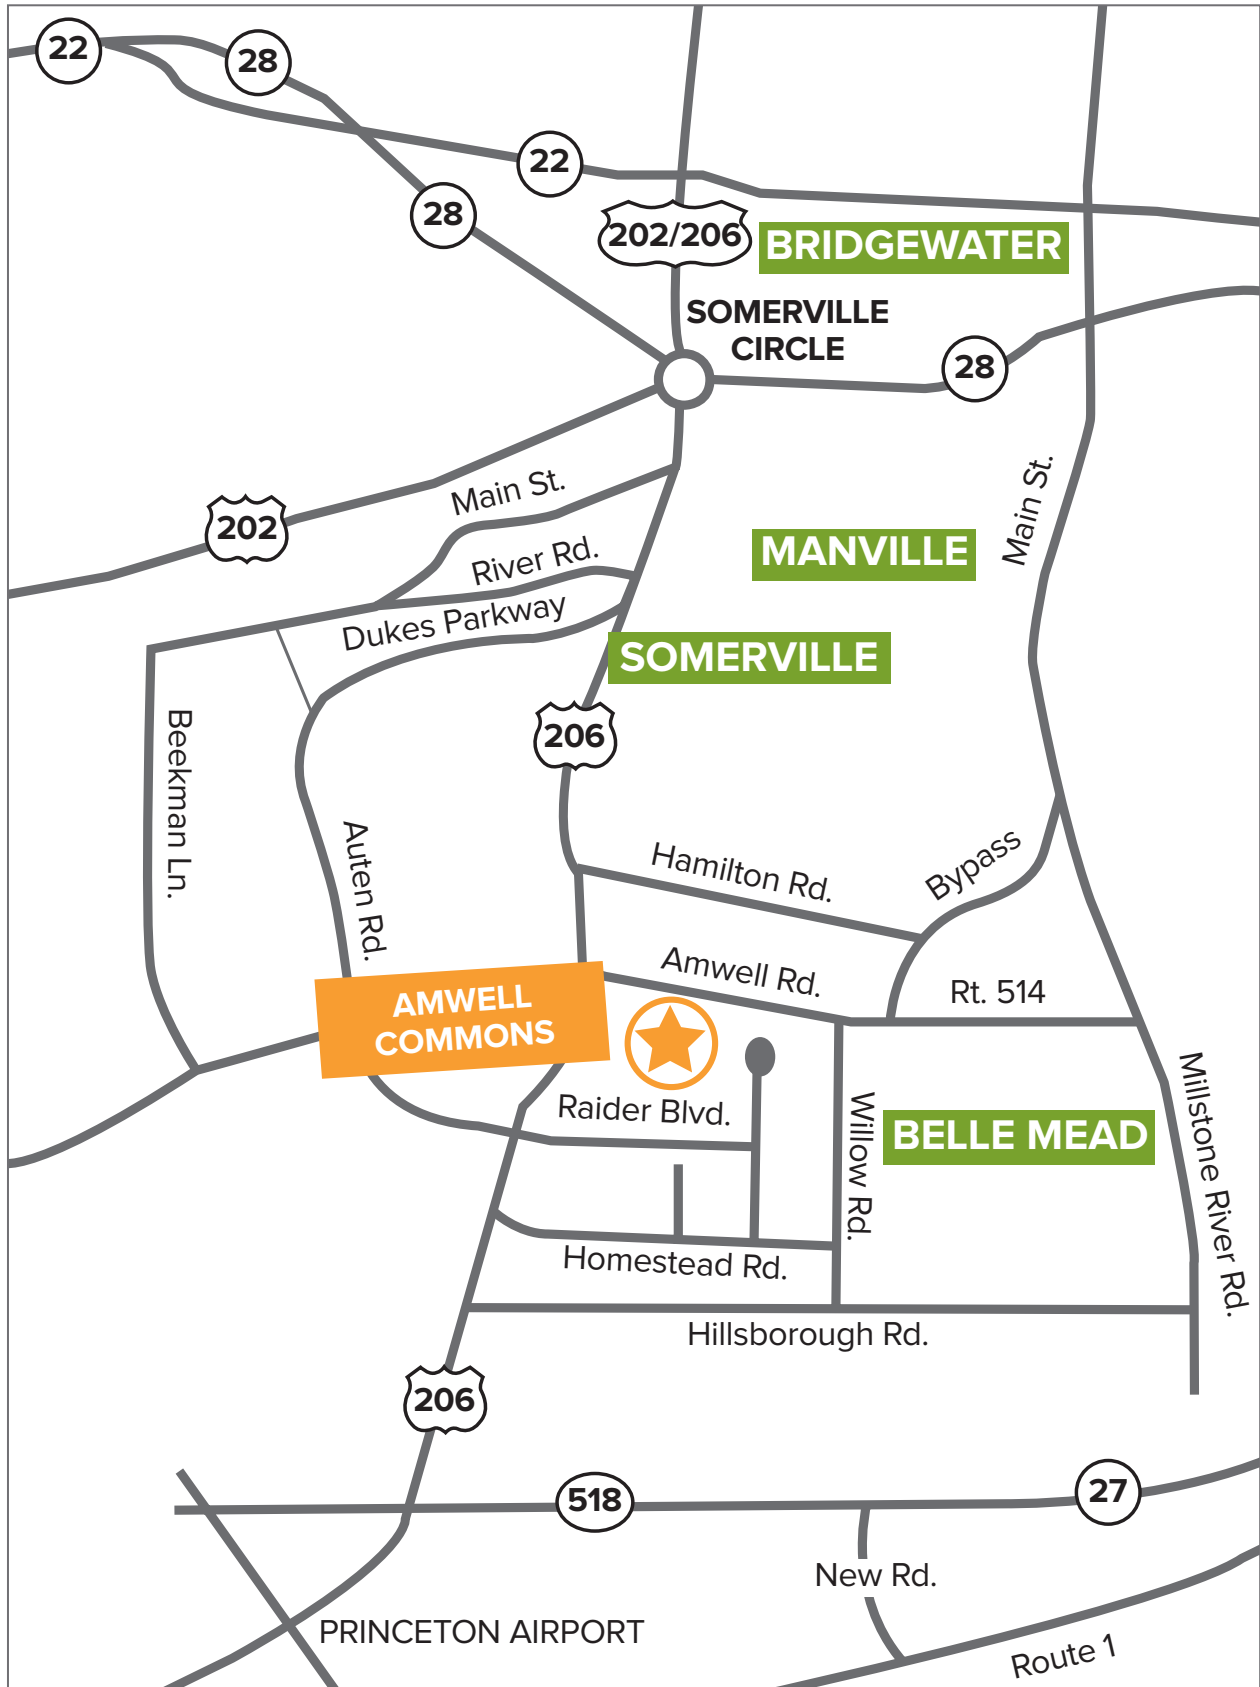 22
28
22
28
202/206
BRIDGEWATER
SOMERVILLE
CIRCLE
28
Main St.
Main St.
202
River Rd.
MANVILLE
Dukes Parkway
SOMERVILLE
206
Beekman Ln.
Auten Rd.
Hamilton Rd.
Bypass
Amwell Rd.
Rt. 514
AMWELL
COMMONS
Raider Blvd.
Willow Rd.
BELLE MEAD
Millstone River Rd.
Homestead Rd.
Hillsborough Rd.
206
518
27
New Rd.
PRINCETON AIRPORT
Route 1